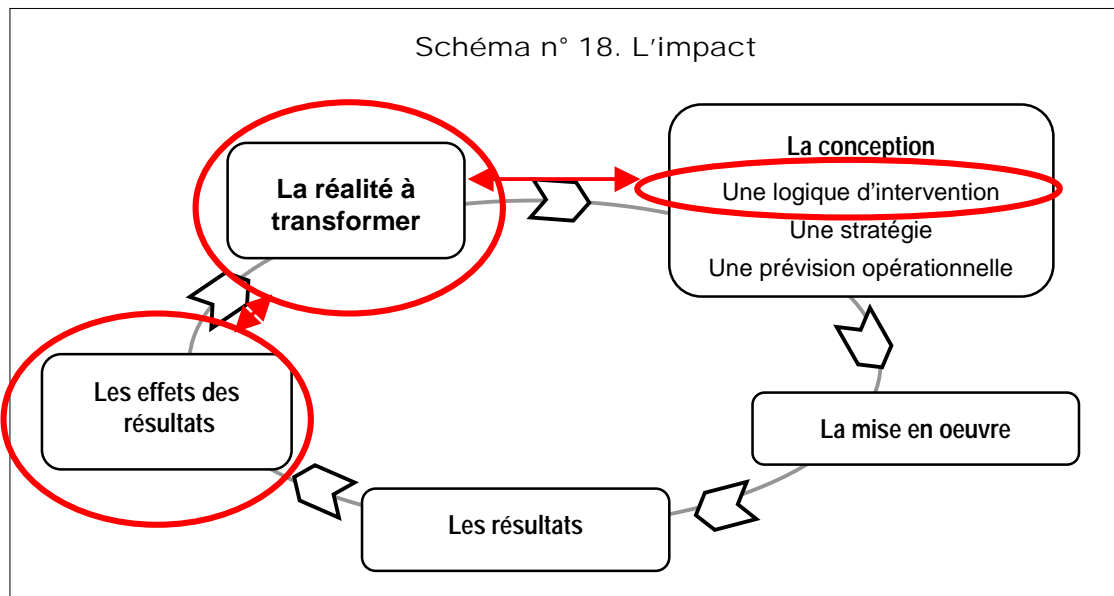 Schéma n° 18. L'impact
La réalité à
transformer
La conception
Une logique d'intervention
Une stratégie
Une prévision opérationnelle
Les effets des
résultats
La mise en oeuvre
Les résultats